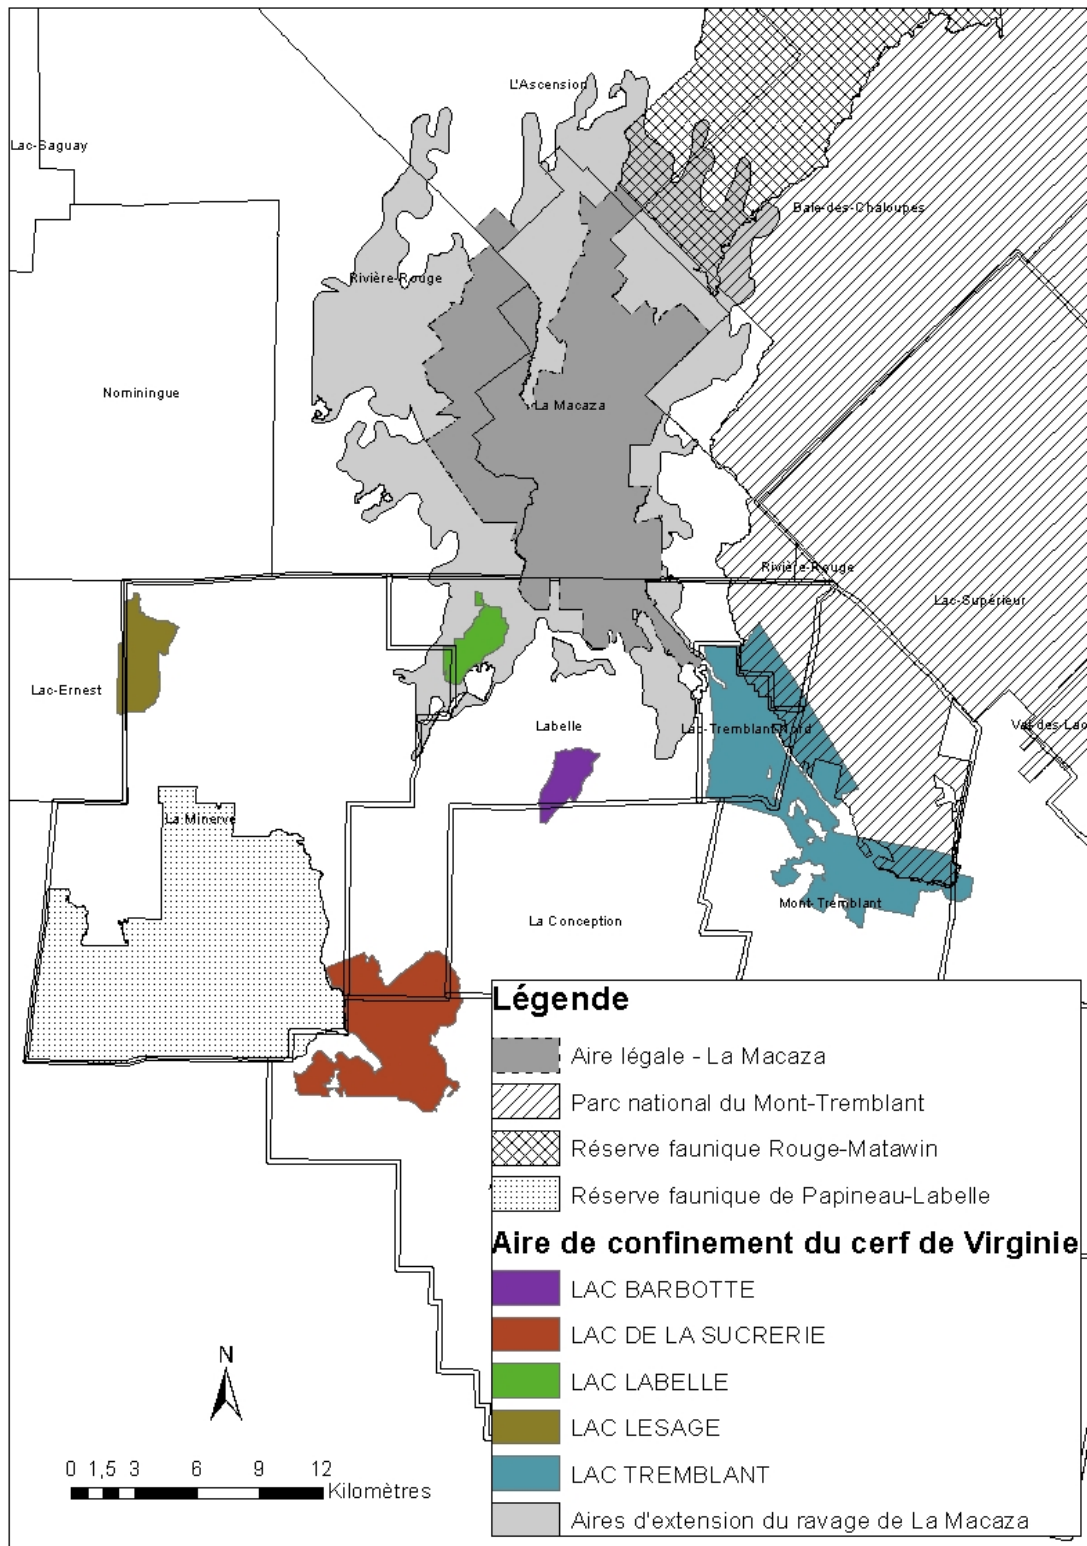 L'Ascension
Lac-Saguay
Baie-des-Chaloupes
Rivière-Rouge
Nominingue
La Macaza
Rivière-Rouge
Lac-Supérieur
Lac-Ernest
Labelle
Lac-Tremblant-Nord
Val-des-Lac
La Minerve
Mont-Tremblant
La Conception
Légende
Aire légale - La Macaza
Parc national du Mont-Tremblant
Réserve faunique Rouge-Matawin
Réserve faunique de Papineau-Labelle
Aire de confinement du cerf de Virginie
LAC BARBOTTE
LAC DE LA SUCRERIE
LAC LABELLE
LAC LESAGE
LAC TREMBLANT
Aires d'extension du ravage de La Macaza
N
0 1,5 3 6 9 12
Kilomètres